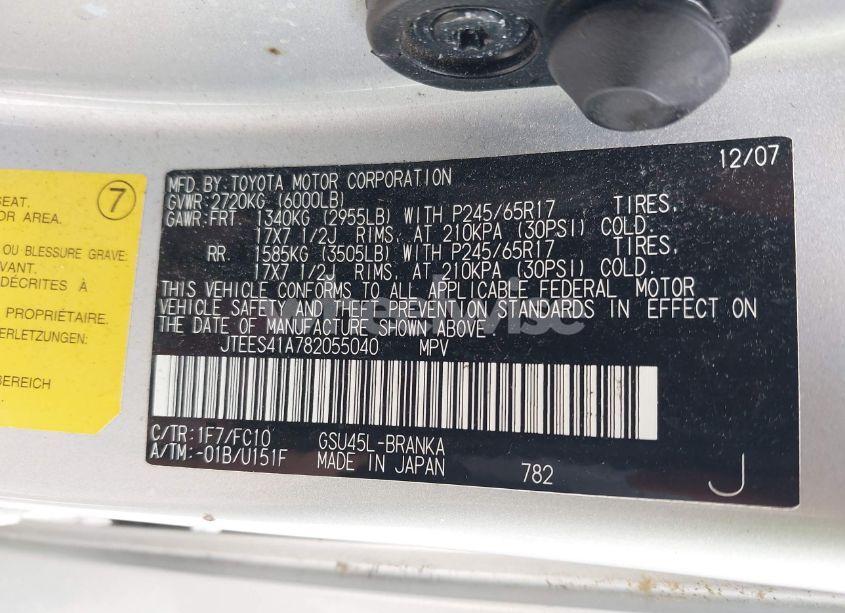 7
SEAT.
OR AREA.
OU BLESSURE GRAVE:
VANT.
DÉCRITES À
PROPRIÉTAIRE.
ERLETZUNGEN:
BEREICH
12/07
MFD. BY: TOYOTA MOTOR CORPORATION
GVWR: 2720KG (6000LB)
GAWR: FRT 1340KG (2955LB) WITH P245/65R17 TIRES,
17X7 1/2J RIMS, AT 210KPA (30PSI) COLD.
RR 1585KG (3505LB) WITH P245/65R17 TIRES,
17X7 1/2J RIMS, AT 210KPA (30PSI) COLD.
THIS VEHICLE CONFORMS TO ALL APPLICABLE FEDERAL MOTOR
VEHICLE SAFETY AND THEFT PREVENTION STANDARDS IN EFFECT ON
THE DATE OF MANUFACTURE SHOWN ABOVE.
JTEES41A782055040 MPV
C/TR: 1F7/FC10 GSU45L-BRANKA
A/TM: -01B/U151F MADE IN JAPAN 782
J